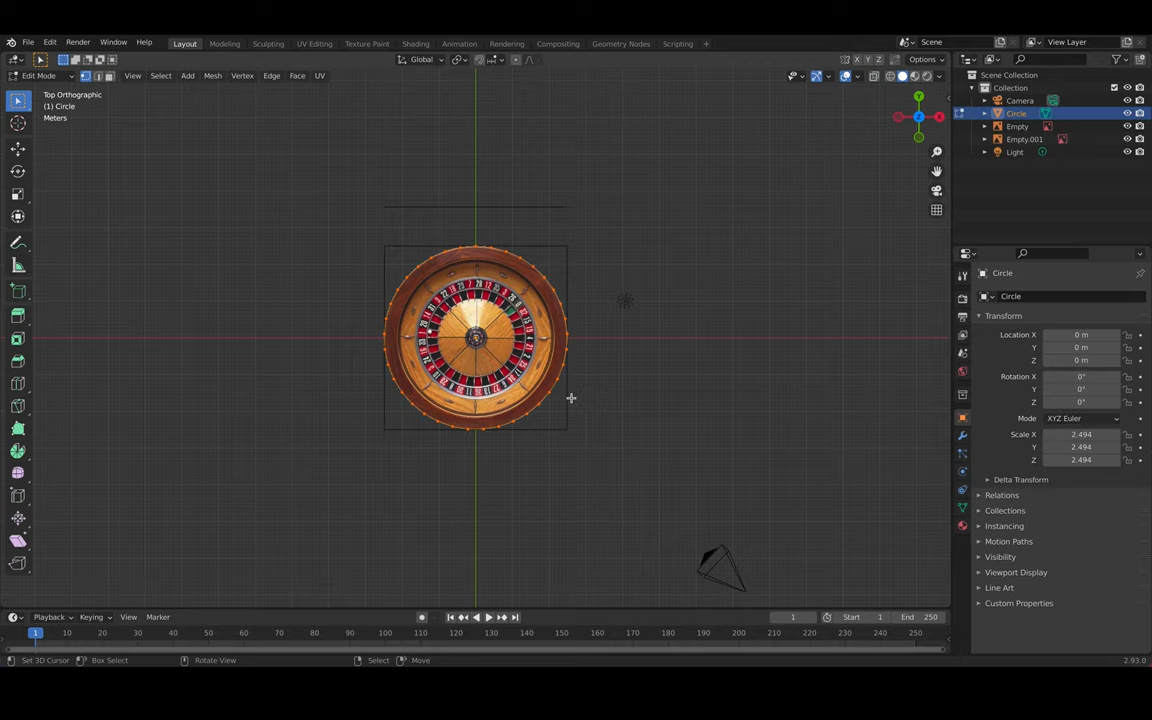 File Edit Render Window Help
Layout Modeling Sculpting UV Editing Texture Paint Shading Animation Rendering Compositing Geometry Nodes Scripting +
Scene View Layer
Global X Y Z Options
Edit Mode View Select Add Mesh Vertex Edge Face UV
Top Orthographic
(1) Circle
Meters
Y
Z X
Scene Collection
Collection
Camera
Circle
Empty
Empty.001
Light
Circle
Circle
Transform
Location X 0 m
Y 0 m
Z 0 m
Rotation X 0°
Y 0°
Z 0°
Mode XYZ Euler
Scale X 2.494
Y 2.494
Z 2.494
Delta Transform
Relations
Collections
Instancing
Motion Paths
Visibility
Viewport Display
Line Art
Custom Properties
Playback Keying View Marker 1 Start 1 End 250
1 10 20 30 40 50 60 70 80 90 100 110 120 130 140 150 160 170 180 190 200 210 220 230 240 250
Set 3D Cursor Box Select Rotate View Select Move 2.93.0